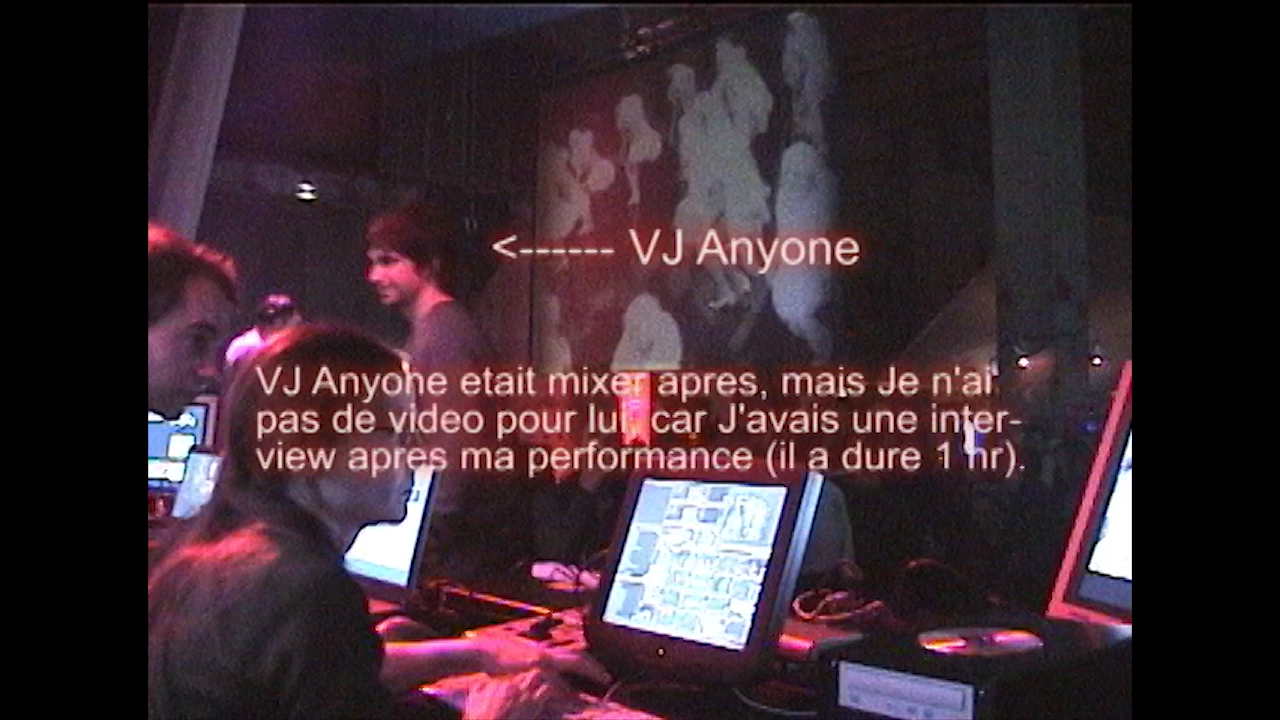 <------ VJ Anyone
VJ Anyone etait mixer apres, mais Je n'ai
pas de video pour lui, car J'avais une inter-
view apres ma performance (il a dure 1 hr).